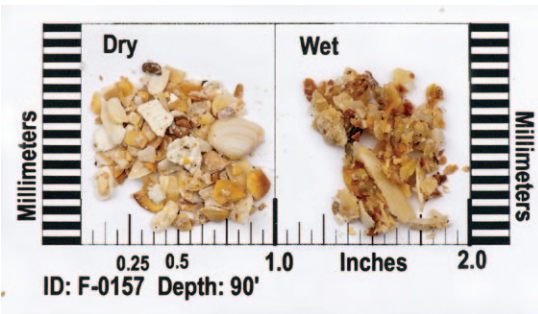 Dry
Wet
Millimeters
Millimeters
0.25 0.5 1.0 Inches 2.0
ID: F-0157 Depth: 90'